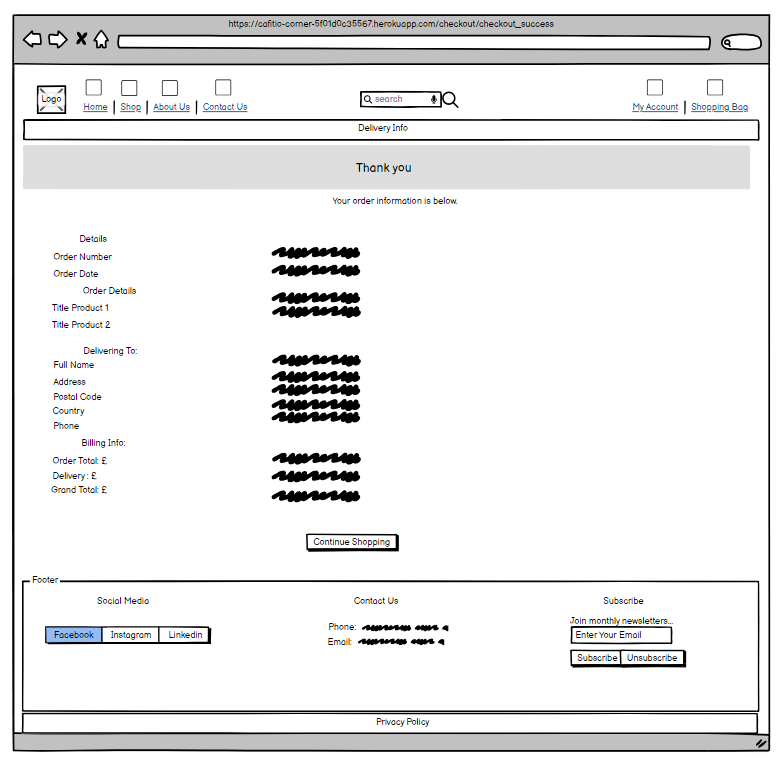 https://cafitio-corner-5f01d0c35567.herokuapp.com/checkout/checkout_success
Logo
Home | Shop | About Us | Contact Us
search
My Account | Shopping Bag
Delivery Info
Thank you
Your order information is below.
Details
Order Number
Order Date
Order Details
Title Product 1
Title Product 2
Delivering To:
Full Name
Address
Postal Code
Country
Phone
Billing Info:
Order Total: £
Delivery : £
Grand Total: £
Continue Shopping
Footer
Social Media
Facebook Instagram Linkedin
Contact Us
Phone:
Email:
Subscribe
Join monthly newsletters...
Enter Your Email
Subscribe Unsubscribe
Privacy Policy